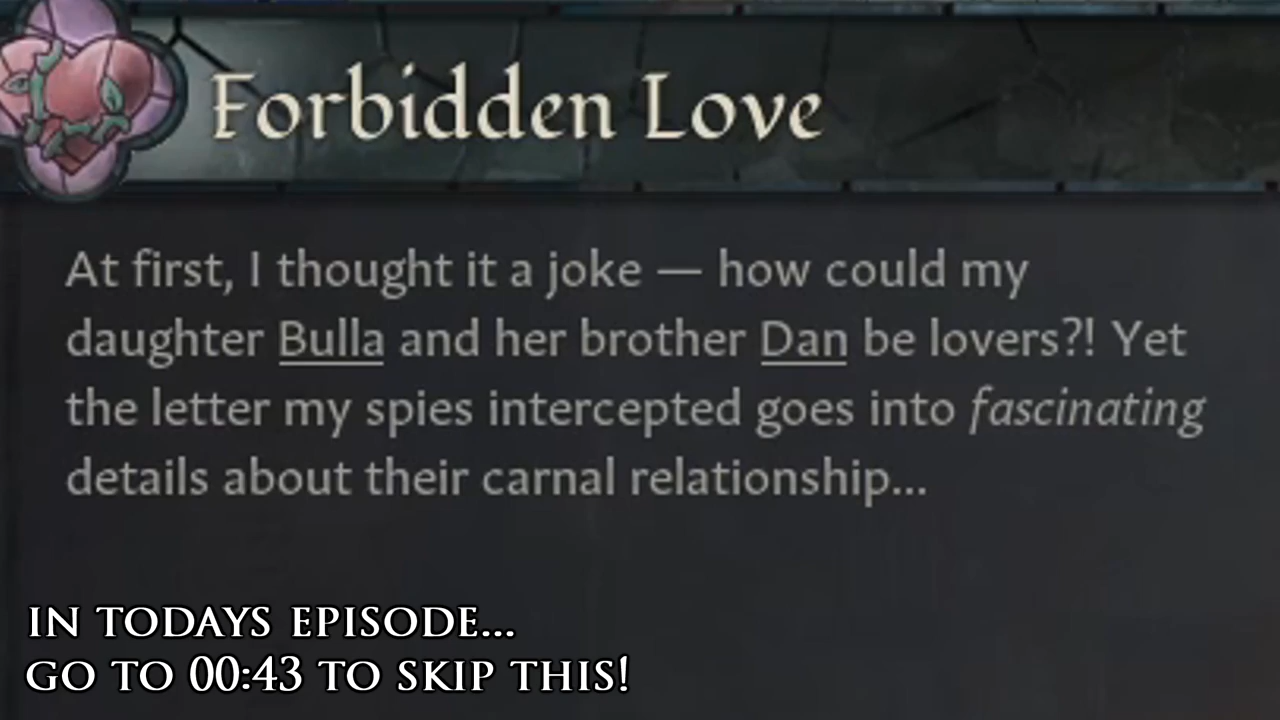 Forbidden Love
At first, I thought it a joke — how could my
daughter Bulla and her brother Dan be lovers?! Yet
the letter my spies intercepted goes into fascinating
details about their carnal relationship...
IN TODAYS EPISODE...
GO TO 00:43 TO SKIP THIS!